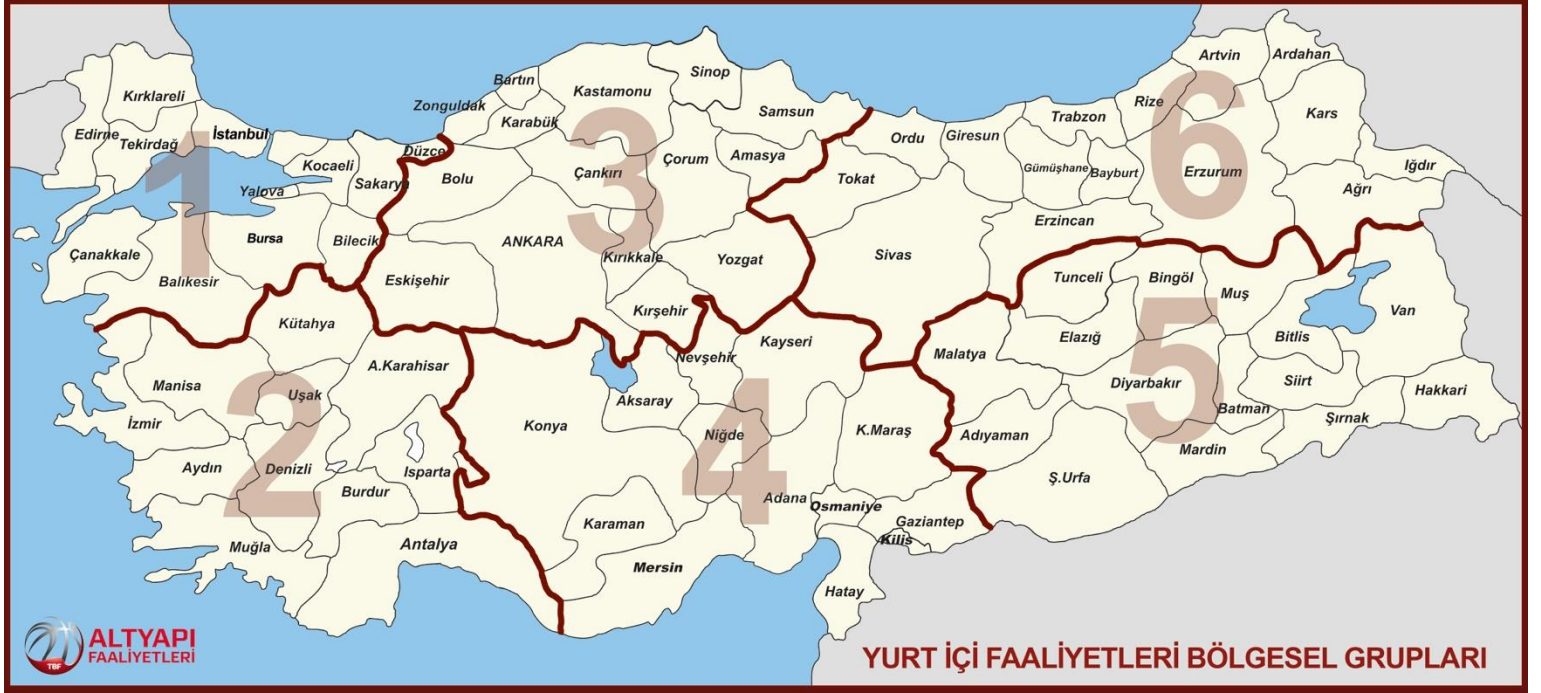 Kırklareli
Edirne
Tekirdağ
İstanbul
Kocaeli
Yalova
Sakarya
Çanakkale
Balıkesir
Bursa
Bilecik
1
Düzce
Zonguldak
Bartın
Karabük
Kastamonu
Sinop
Samsun
Bolu
Çankırı
Çorum
Amasya
ANKARA
Kırıkkale
Eskişehir
Kırşehir
Yozgat
3
Ordu
Giresun
Trabzon
Rize
Artvin
Ardahan
Kars
Tokat
Sivas
Gümüşhane
Bayburt
Erzurum
Erzincan
Ağrı
Iğdır
6
Kütahya
A.Karahisar
Manisa
Uşak
İzmir
Aydın
Denizli
Isparta
Burdur
Muğla
Antalya
2
Konya
Aksaray
Nevşehir
Kayseri
Niğde
K.Maraş
Karaman
Mersin
Adana
Osmaniye
Gaziantep
Kilis
Hatay
4
Tunceli
Bingöl
Muş
Van
Malatya
Elazığ
Bitlis
Diyarbakır
Siirt
Hakkari
Batman
Şırnak
Adıyaman
Mardin
Ş.Urfa
5
TBF
ALTYAPI
FAALİYETLERİ
YURT İÇİ FAALİYETLERİ BÖLGESEL GRUPLARI